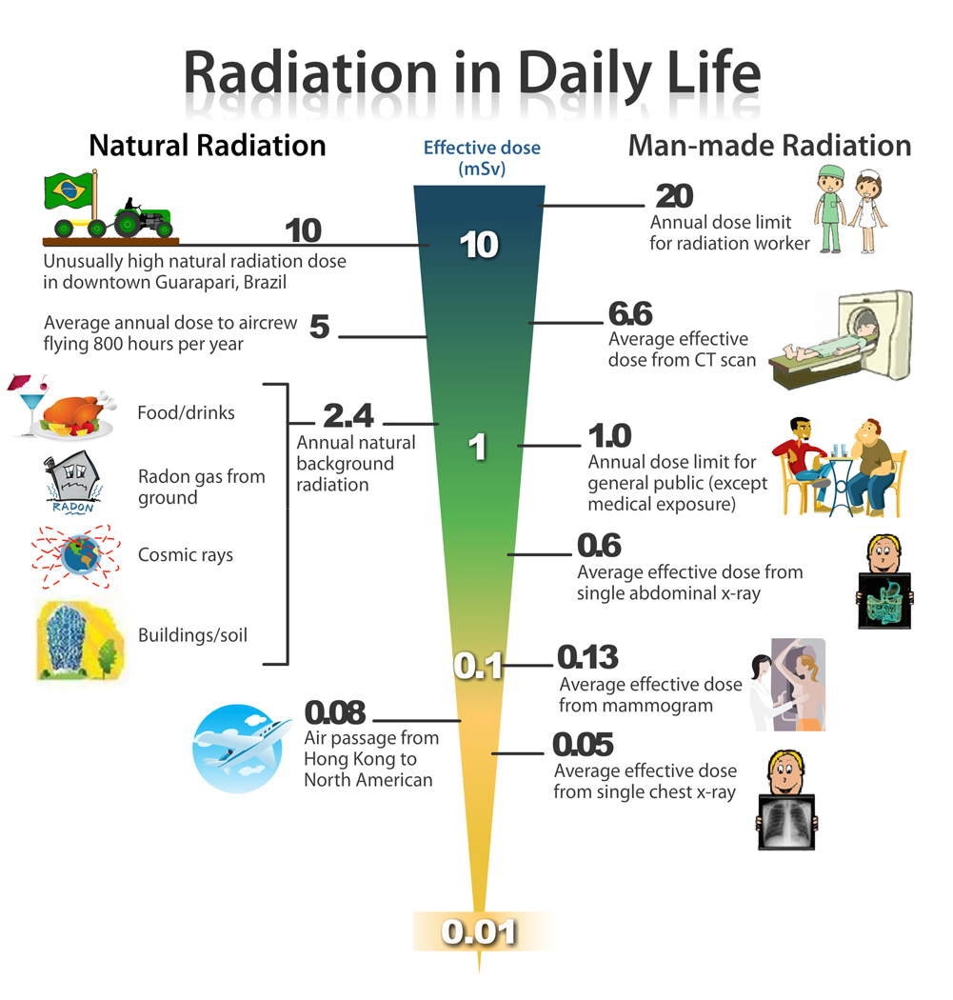 Radiation in Daily Life
Natural Radiation
Effective dose
(mSv)
Man-made Radiation
10
Unusually high natural radiation dose
in downtown Guarapari, Brazil
Average annual dose to aircrew
flying 800 hours per year
5
Food/drinks
Radon gas from
ground
RADON
Cosmic rays
Buildings/soil
2.4
Annual natural
background
radiation
0.08
Air passage from
Hong Kong to
North American
10
1
0.1
0.01
20
Annual dose limit
for radiation worker
6.6
Average effective
dose from CT scan
1.0
Annual dose limit for
general public (except
medical exposure)
0.6
Average effective dose from
single abdominal x-ray
0.13
Average effective dose
from mammogram
0.05
Average effective dose
from single chest x-ray